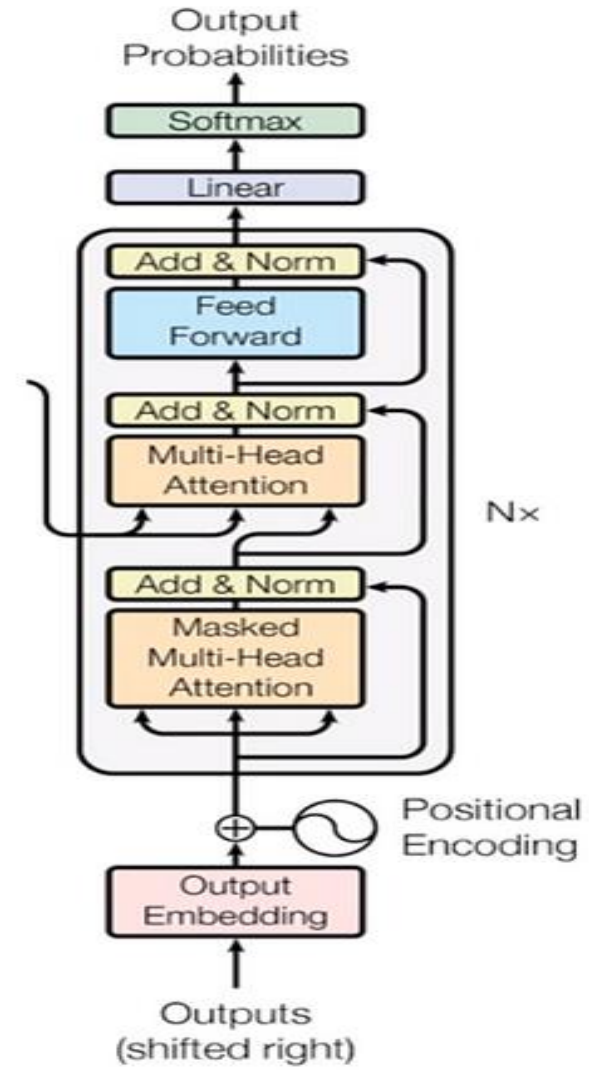 Output
Probabilities
Softmax
Linear
Add & Norm
Feed
Forward
Add & Norm
Multi-Head
Attention
Nx
Add & Norm
Masked
Multi-Head
Attention
Positional
Encoding
Output
Embedding
Outputs
(shifted right)